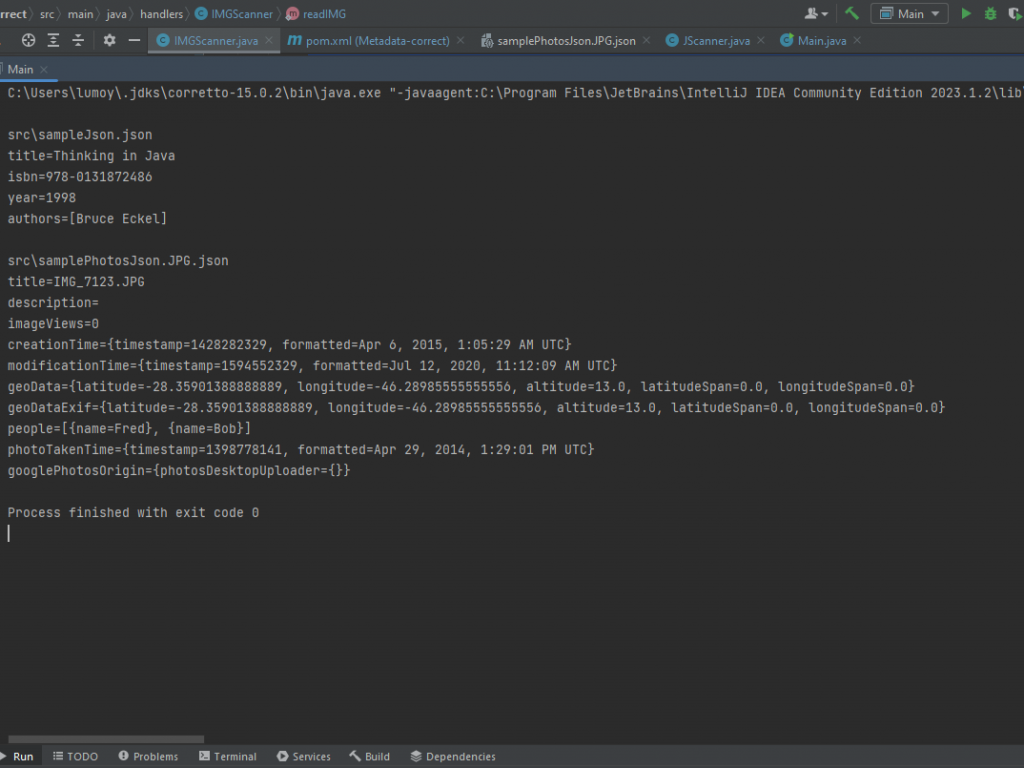 rrect > src > main > java > handlers > IMGScanner > readIMG
Main
IMGScanner.java pom.xml (Metadata-correct) samplePhotosJson.JPG.json JScanner.java Main.java
Main
C:\Users\lumoy\.jdks\corretto-15.0.2\bin\java.exe "-javaagent:C:\Program Files\JetBrains\IntelliJ IDEA Community Edition 2023.1.2\lib
src\sampleJson.json
title=Thinking in Java
isbn=978-0131872486
year=1998
authors=[Bruce Eckel]
src\samplePhotosJson.JPG.json
title=IMG_7123.JPG
description=
imageViews=0
creationTime={timestamp=1428282329, formatted=Apr 6, 2015, 1:05:29 AM UTC}
modificationTime={timestamp=1594552329, formatted=Jul 12, 2020, 11:12:09 AM UTC}
geoData={latitude=-28.35901388888889, longitude=-46.28985555555556, altitude=13.0, latitudeSpan=0.0, longitudeSpan=0.0}
geoDataExif={latitude=-28.35901388888889, longitude=-46.28985555555556, altitude=13.0, latitudeSpan=0.0, longitudeSpan=0.0}
people=[{name=Fred}, {name=Bob}]
photoTakenTime={timestamp=1398778141, formatted=Apr 29, 2014, 1:29:01 PM UTC}
googlePhotosOrigin={photosDesktopUploader={}}
Process finished with exit code 0
Run TODO Problems Terminal Services Build Dependencies